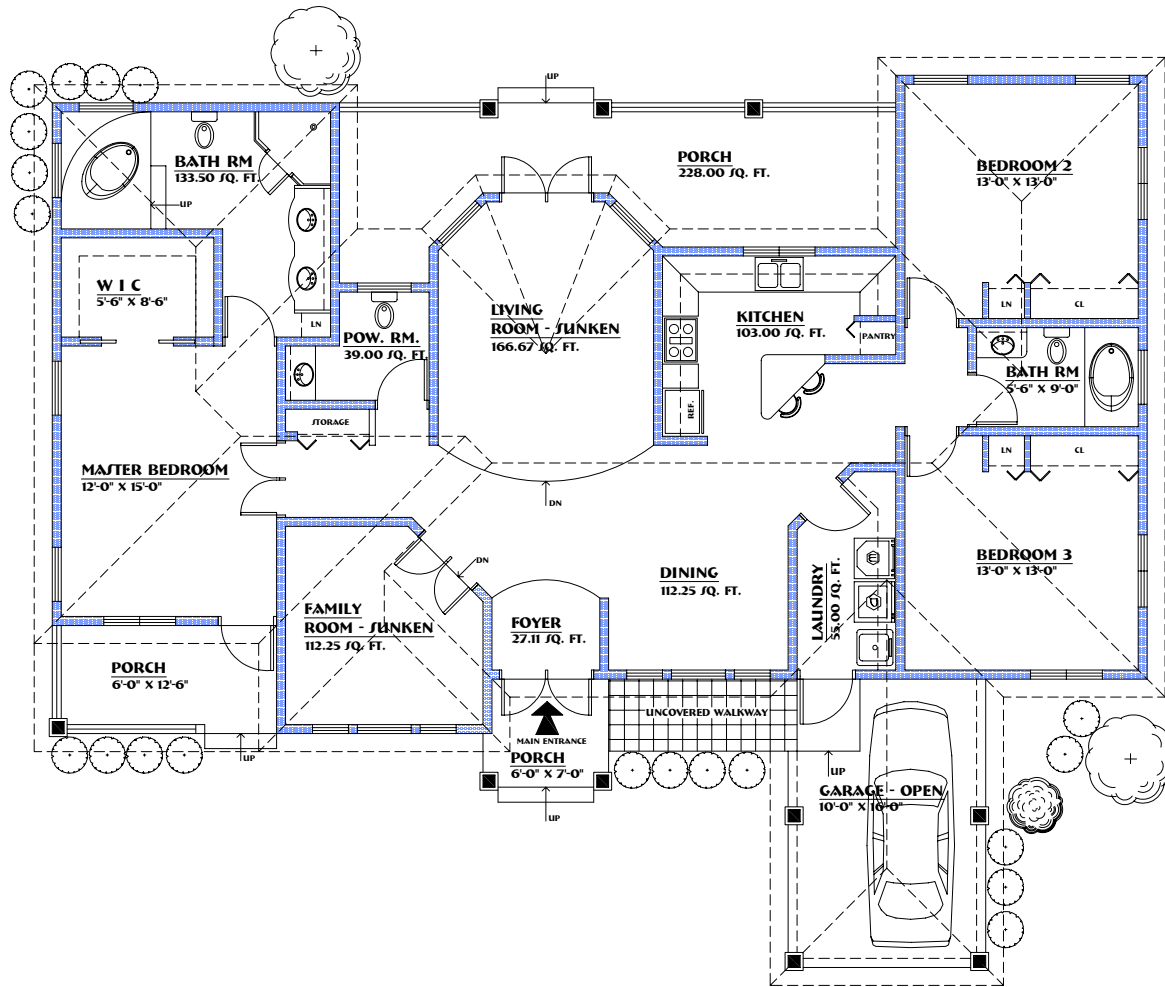 UP
BATH RM
133.50 SQ. FT.
PORCH
228.00 SQ. FT.
BEDROOM 2
13'-0" X 13'-0"
UP
W I C
5'-6" X 8'-6"
LN
CL
LIVING
ROOM - SUNKEN
166.67 SQ. FT.
KITCHEN
103.00 SQ. FT.
LN
POW. RM.
39.00 SQ. FT.
PANTRY
BATH RM
5'-6" X 9'-0"
REF.
STORAGE
LN
CL
MASTER BEDROOM
12'-0" X 15'-0"
DN
DN
BEDROOM 3
13'-0" X 13'-0"
DINING
112.25 SQ. FT.
LAUNDRY
55.00 SQ. FT.
FAMILY
ROOM - SUNKEN
112.25 SQ. FT.
FOYER
27.11 SQ. FT.
PORCH
6'-0" X 12'-6"
UNCOVERED WALKWAY
MAIN ENTRANCE
UP
PORCH
6'-0" X 7'-0"
UP
GARAGE - OPEN
10'-0" X 16'-0"
UP